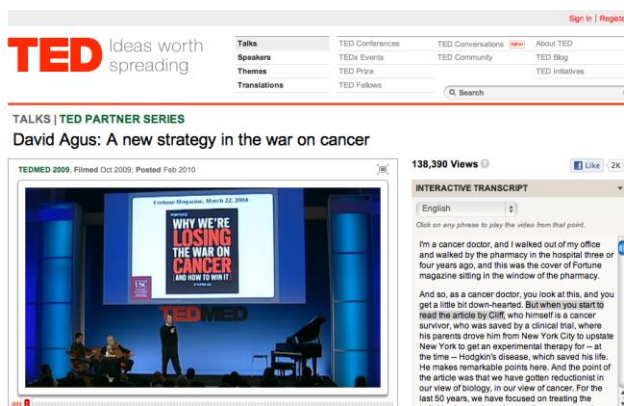 Sign In | Registe
TED Ideas worth spreading
Talks
Speakers
Themes
Translations
TED Conferences
TEDx Events
TED Prize
TED Fellows
TED Conversations NEW
TED Community
About TED
TED Blog
TED Initiatives
Search
TALKS | TED PARTNER SERIES
David Agus: A new strategy in the war on cancer
TEDMED 2009, Filmed Oct 2009; Posted Feb 2010
Fortune Magazine, March 22, 2004
FORTUNE
WHY WE'RE
LOSING
THE WAR ON
CANCER
AND HOW TO WIN IT
USC
TEDMED
138,390 Views
Like 2K
INTERACTIVE TRANSCRIPT
English
Click on any phrase to play the video from that point.
I'm a cancer doctor, and I walked out of my office
and walked by the pharmacy in the hospital three or
four years ago, and this was the cover of Fortune
magazine sitting in the window of the pharmacy.
And so, as a cancer doctor, you look at this, and you
get a little bit down-hearted. But when you start to
read the article by Cliff, who himself is a cancer
survivor, who was saved by a clinical trial, where
his parents drove him from New York City to upstate
New York to get an experimental therapy for -- at
the time -- Hodgkin's disease, which saved his life.
He makes remarkable points here. And the point of
the article was that we have gotten reductionist in
our view of biology, in our view of cancer. For the
last 50 years, we have focused on treating the